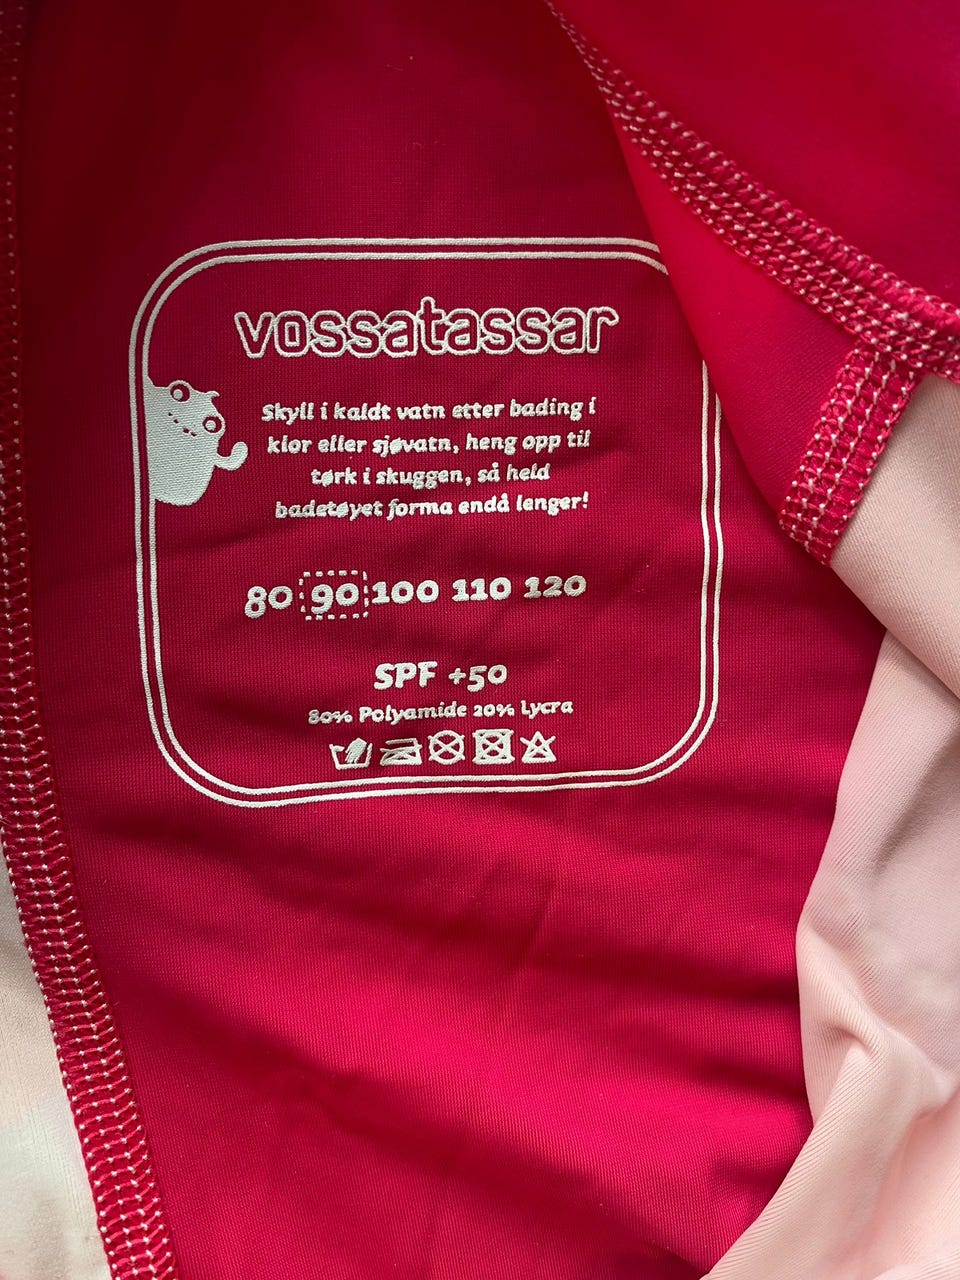 vossatassar
Skyll i kaldt vatn etter bading i
klor eller sjøvatn, heng opp til
tørk i skuggen, så held
badetøyet forma endå lenger!
80 90 100 110 120
SPF +50
80% Polyamide 20% Lycra